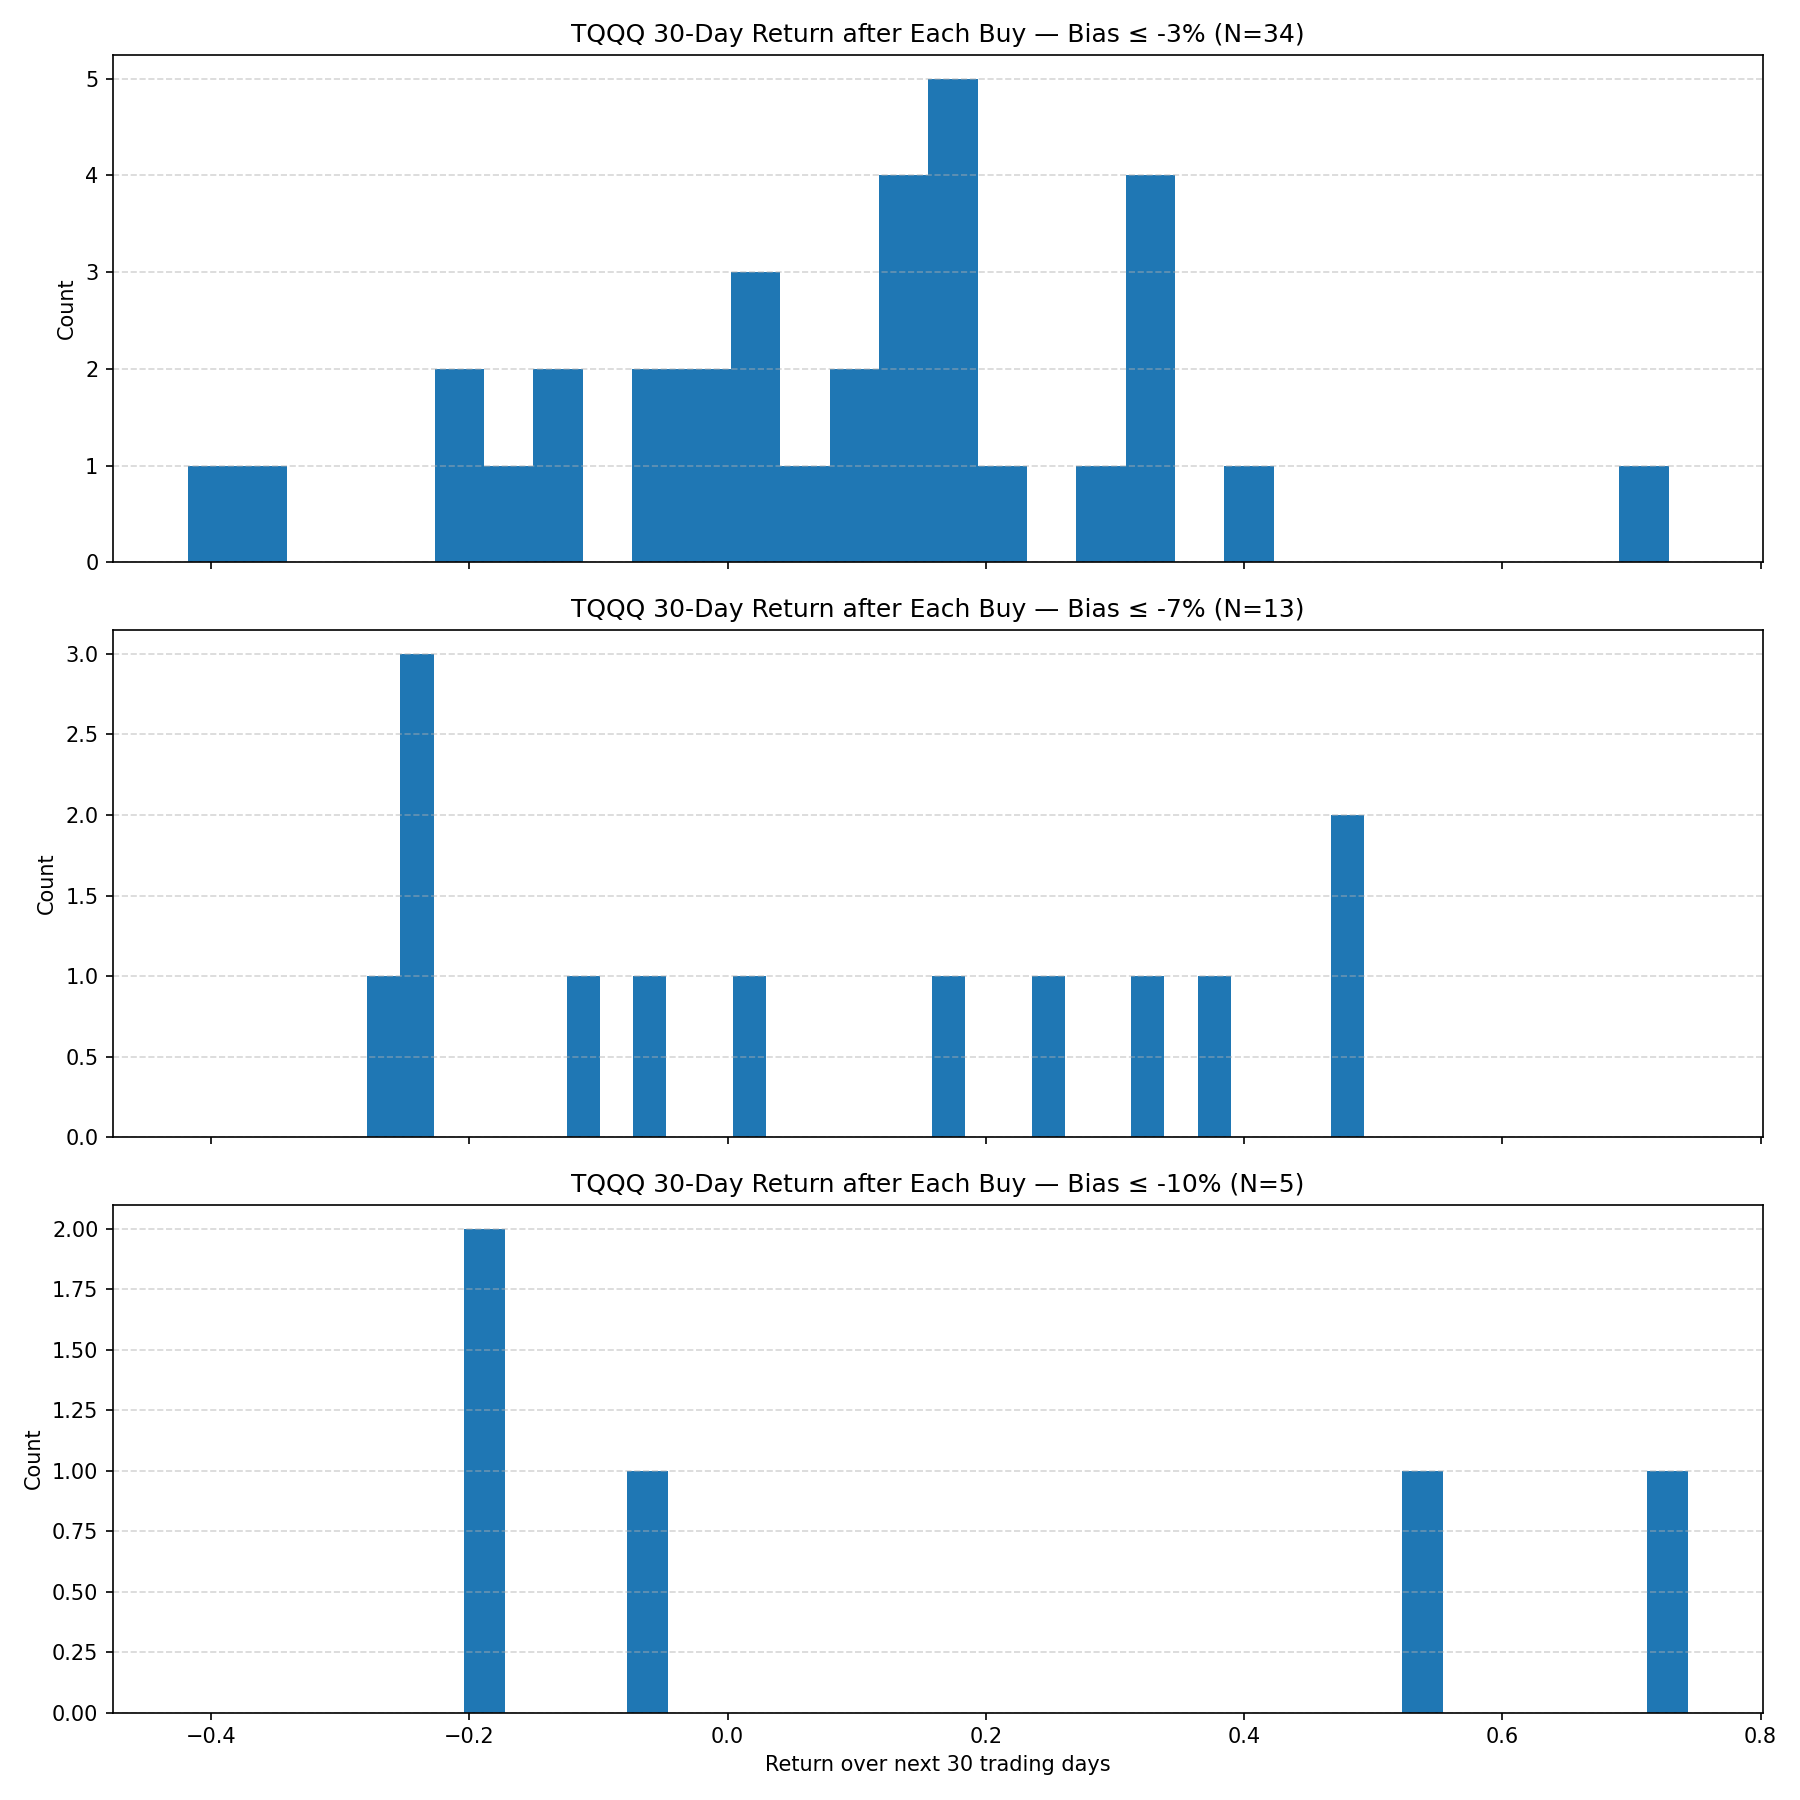 TQQQ 30-Day Return after Each Buy — Bias ≤ -3% (N=34)
5
4
3
2
1
0
Count
TQQQ 30-Day Return after Each Buy — Bias ≤ -7% (N=13)
3.0
2.5
2.0
1.5
1.0
0.5
0.0
Count
TQQQ 30-Day Return after Each Buy — Bias ≤ -10% (N=5)
2.00
1.75
1.50
1.25
1.00
0.75
0.50
0.25
0.00
Count
−0.4 −0.2 0.0 0.2 0.4 0.6 0.8
Return over next 30 trading days